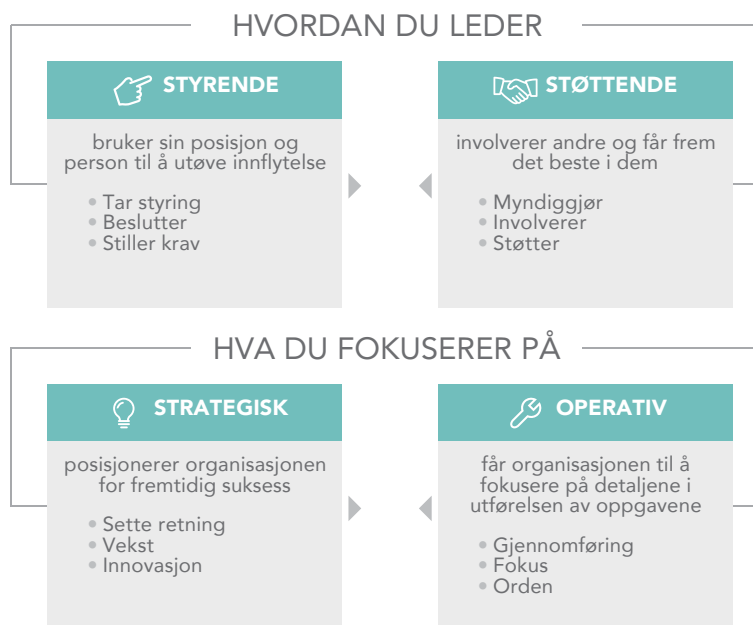 HVORDAN DU LEDER
STYRENDE
bruker sin posisjon og
person til å utøve innflytelse
• Tar styring
• Beslutter
• Stiller krav
STØTTENDE
involverer andre og får frem
det beste i dem
• Myndiggjør
• Involverer
• Støtter
HVA DU FOKUSERER PÅ
STRATEGISK
posisjonerer organisasjonen
for fremtidig suksess
• Sette retning
• Vekst
• Innovasjon
OPERATIV
får organisasjonen til å
fokusere på detaljene i
utførelsen av oppgavene
• Gjennomføring
• Fokus
• Orden